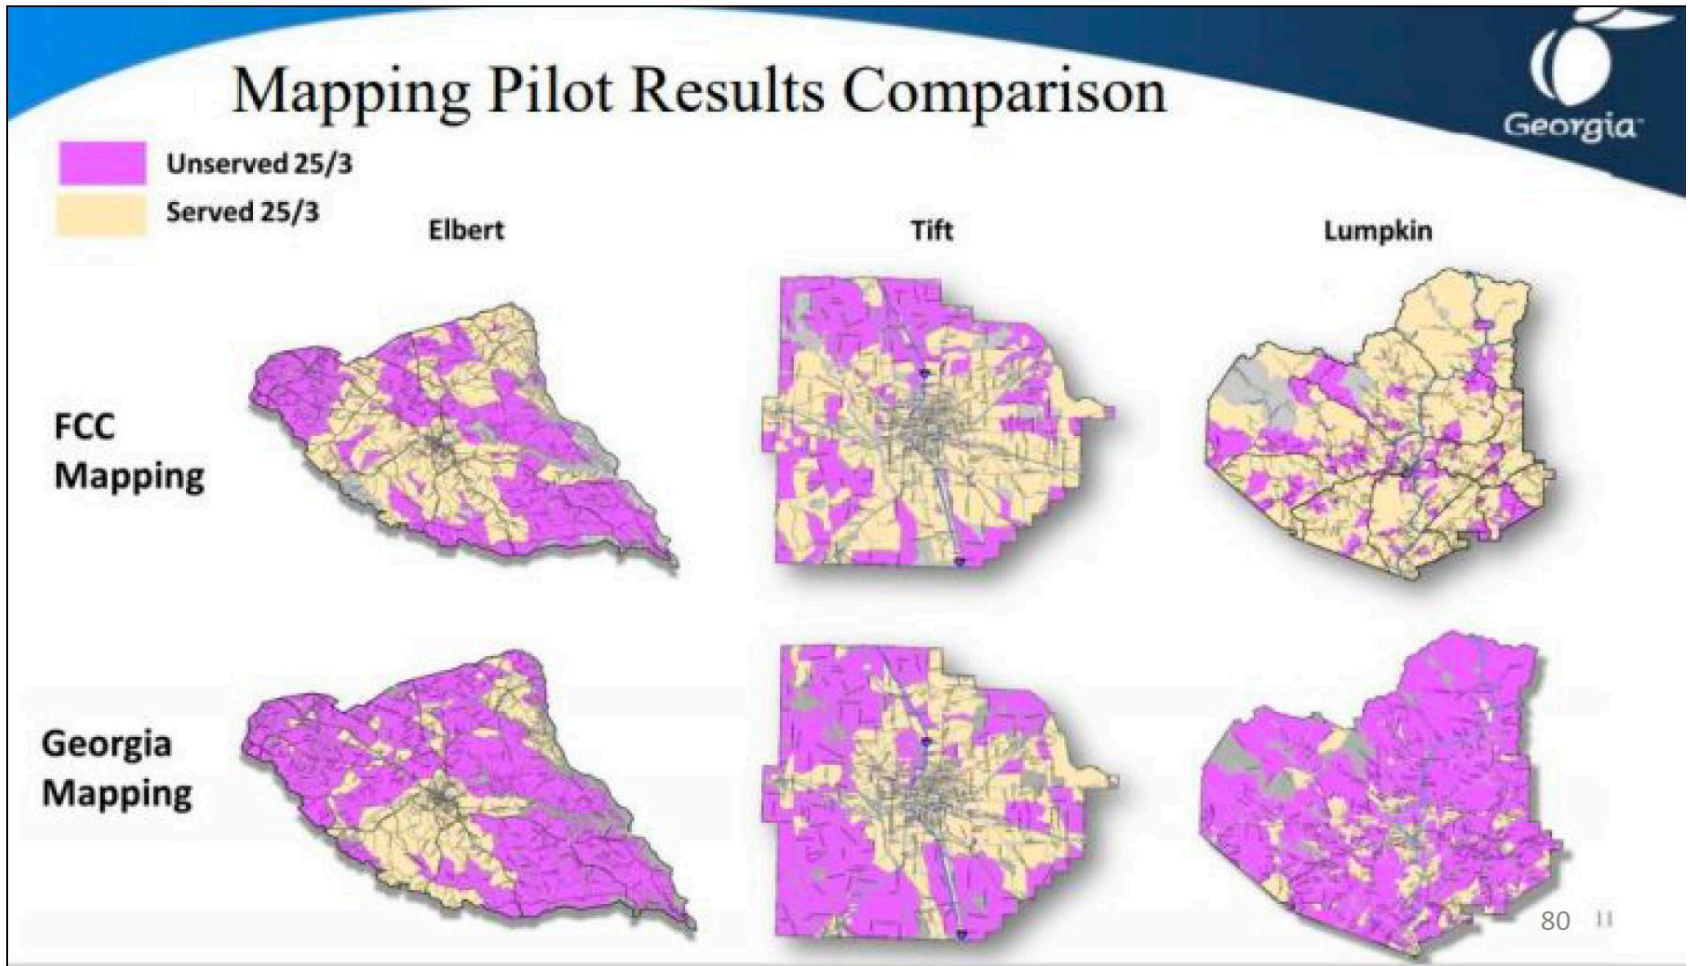 Mapping Pilot Results Comparison
Georgia
Unserved 25/3
Served 25/3
Elbert
Tift
Lumpkin
FCC
Mapping
Georgia
Mapping
80
11